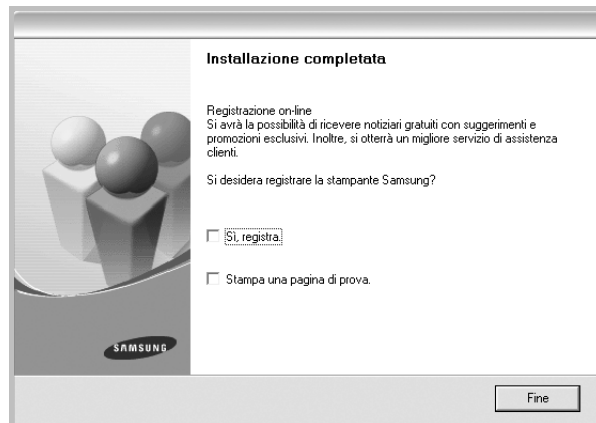 Installazione completata
Registrazione on-line
Si avrà la possibilità di ricevere notiziari gratuiti con suggerimenti e
promozioni esclusivi. Inoltre, si otterrà un migliore servizio di assistenza
clienti.
Si desidera registrare la stampante Samsung?
Sì, registra.
Stampa una pagina di prova.
SAMSUNG
Fine